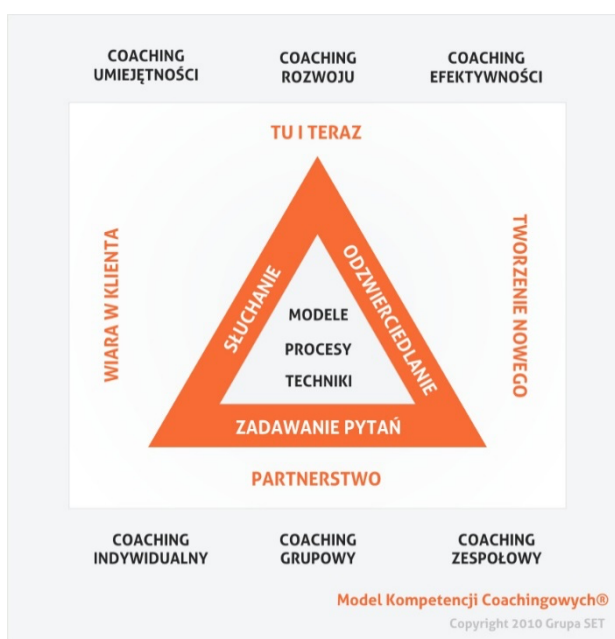 COACHING
UMIEJĘTNOŚCI
COACHING
ROZWOJU
COACHING
EFEKTYWNOŚCI
TU I TERAZ
WIARA W KLIENTA
TWORZENIE NOWEGO
SŁUCHANIE
ODZWIERCIEDLANIE
MODELE
PROCESY
TECHNIKI
ZADAWANIE PYTAŃ
PARTNERSTWO
COACHING
INDYWIDUALNY
COACHING
GRUPOWY
COACHING
ZESPOŁOWY
Model Kompetencji Coachingowych®
Copyright 2010 Grupa SET